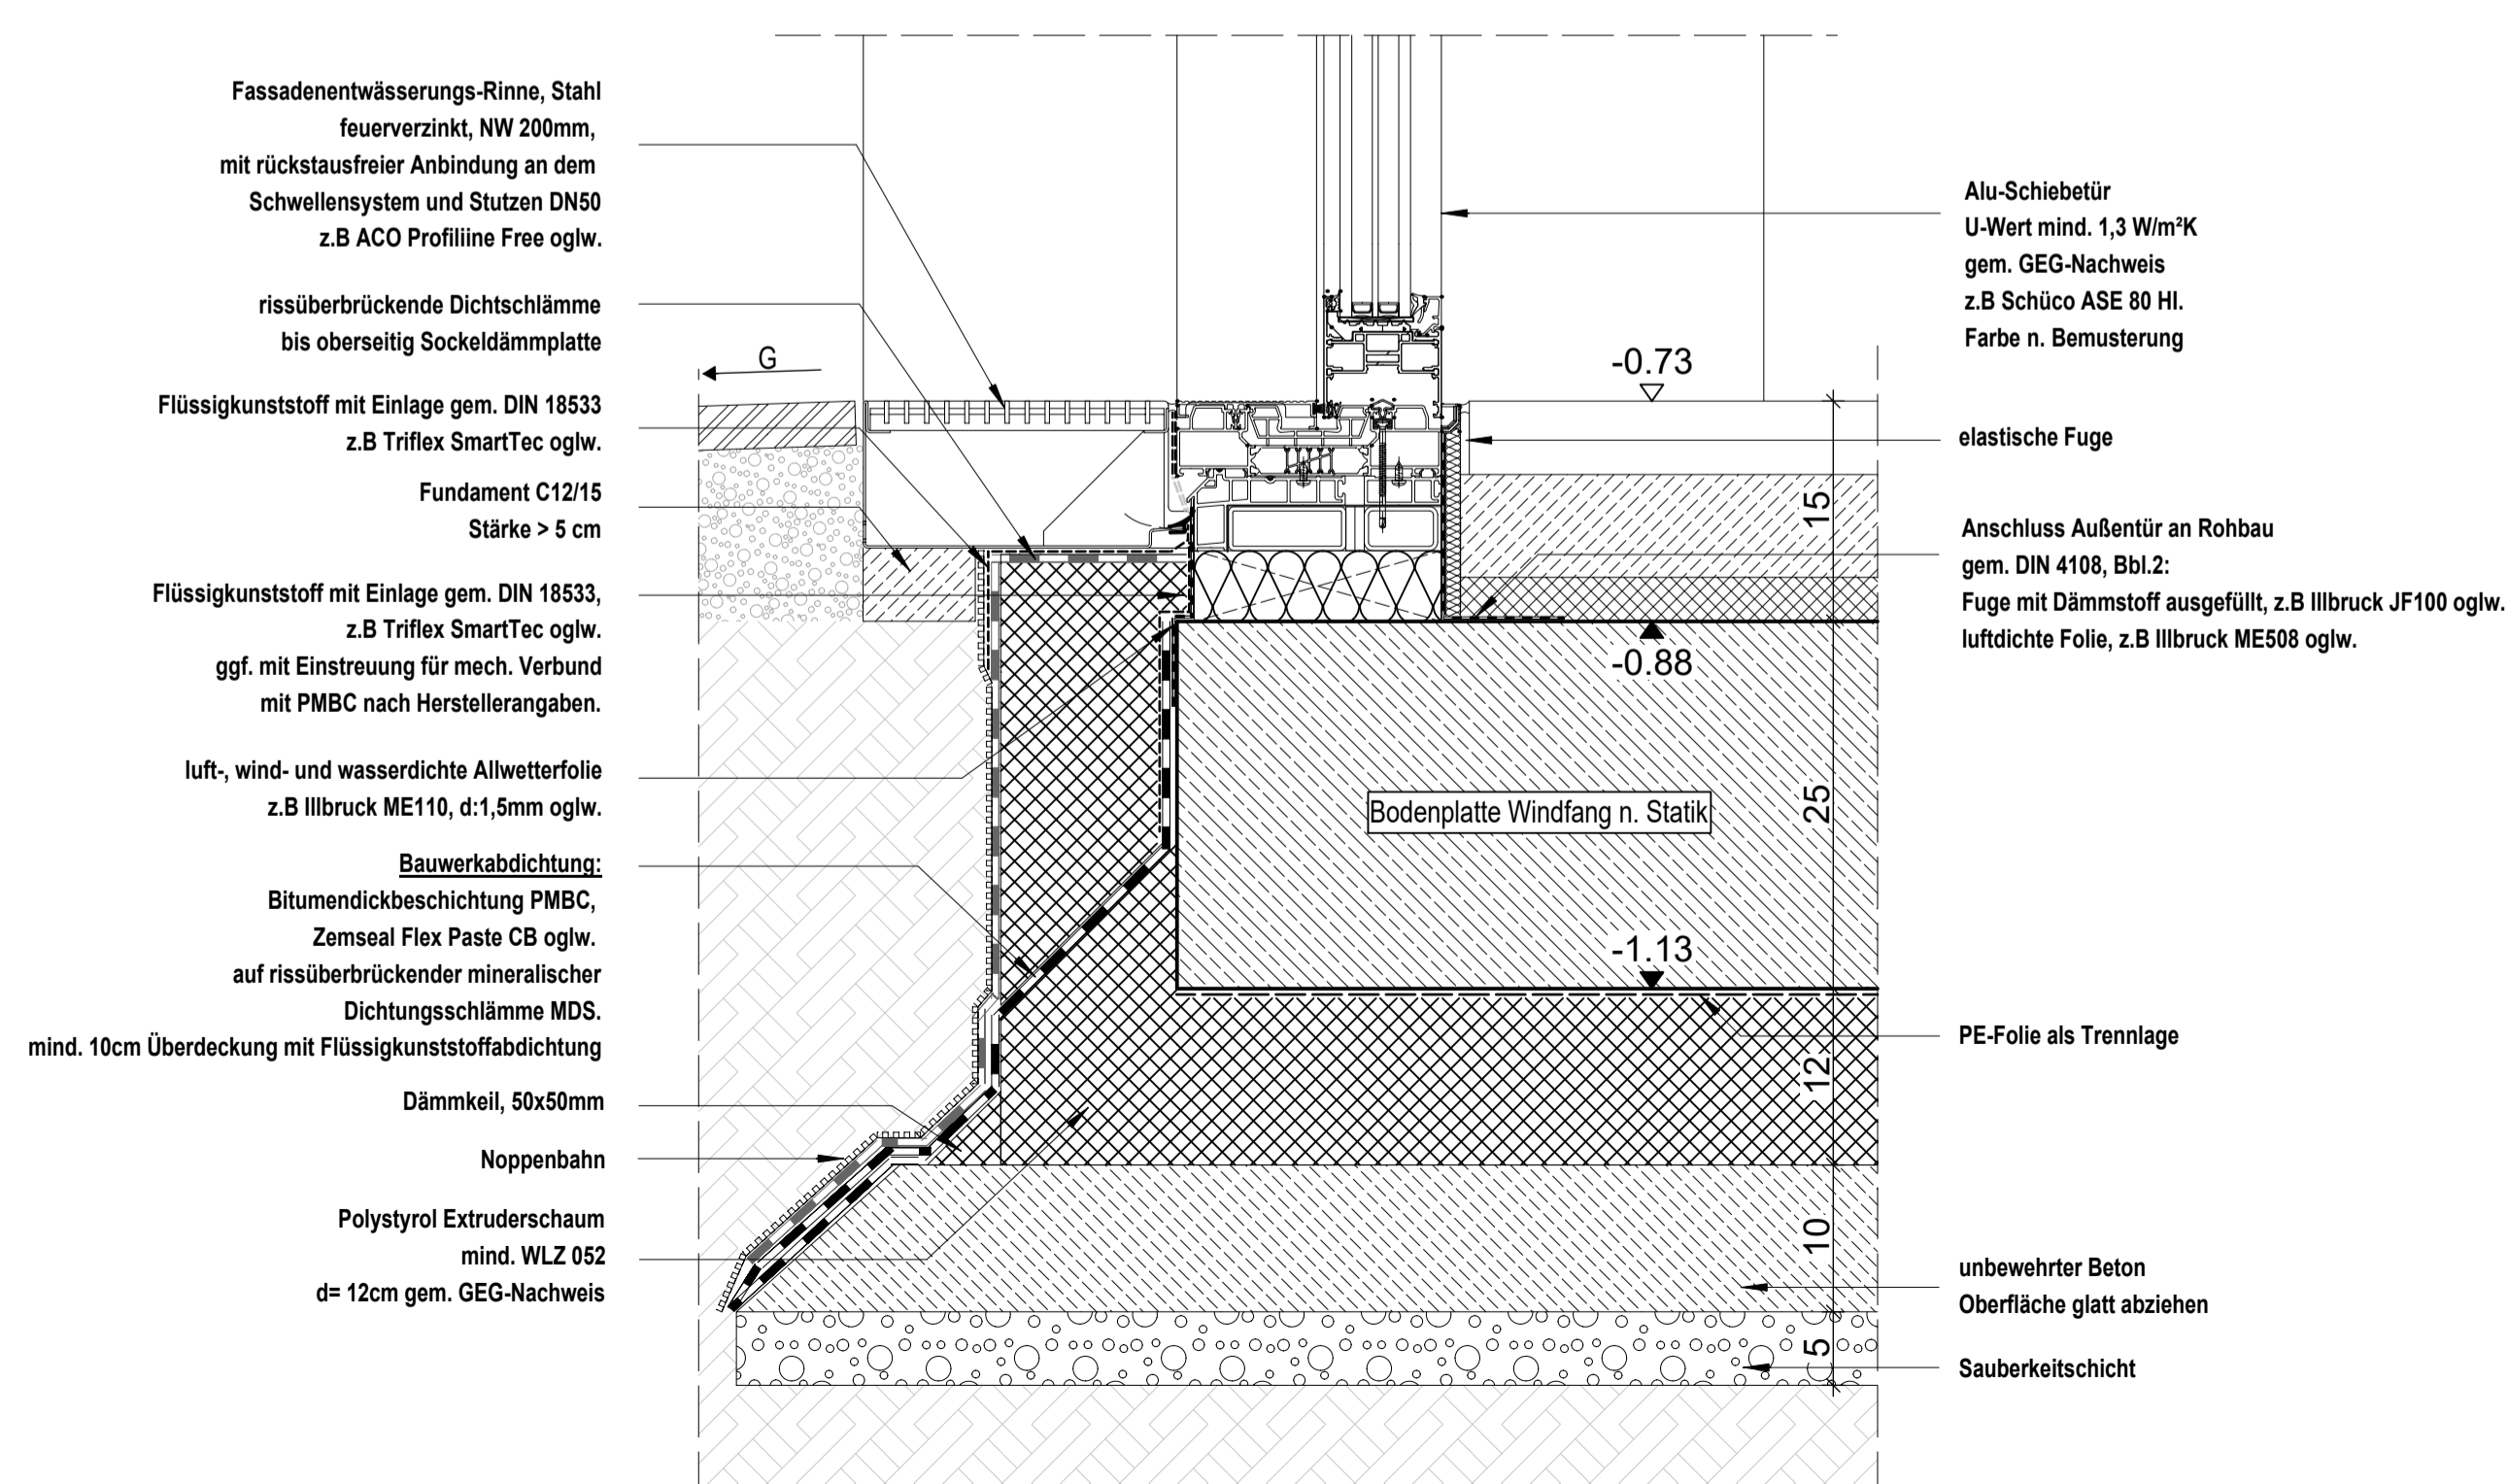 Fassadenentwässerungs-Rinne, Stahl
feuerverzinkt, NW 200mm,
mit rückstausfreier Anbindung an dem
Schwellensystem und Stutzen DN50
z.B ACO Profiliine Free oglw.
rissüberbrückende Dichtschlämme
bis oberseitig Sockeldämmplatte
Flüssigkunststoff mit Einlage gem. DIN 18533
z.B Triflex SmartTec oglw.
Fundament C12/15
Stärke > 5 cm
Flüssigkunststoff mit Einlage gem. DIN 18533,
z.B Triflex SmartTec oglw.
ggf. mit Einstreuung für mech. Verbund
mit PMBC nach Herstellerangaben.
luft-, wind- und wasserdichte Allwetterfolie
z.B Illbruck ME110, d:1,5mm oglw.
Bauwerkabdichtung:
Bitumendickbeschichtung PMBC,
Zemseal Flex Paste CB oglw.
auf rissüberbrückender mineralischer
Dichtungsschlämme MDS.
mind. 10cm Überdeckung mit Flüssigkunststoffabdichtung
Dämmkeil, 50x50mm
Noppenbahn
Polystyrol Extruderschaum
mind. WLZ 052
d= 12cm gem. GEG-Nachweis
G
-0.73
-0.88
Bodenplatte Windfang n. Statik
-1.13
15
25
12
10
5
Alu-Schiebetür
U-Wert mind. 1,3 W/m²K
gem. GEG-Nachweis
z.B Schüco ASE 80 HI.
Farbe n. Bemusterung
elastische Fuge
Anschluss Außentür an Rohbau
gem. DIN 4108, Bbl.2:
Fuge mit Dämmstoff ausgefüllt, z.B Illbruck JF100 oglw.
luftdichte Folie, z.B Illbruck ME508 oglw.
PE-Folie als Trennlage
unbewehrter Beton
Oberfläche glatt abziehen
Sauberkeitschicht